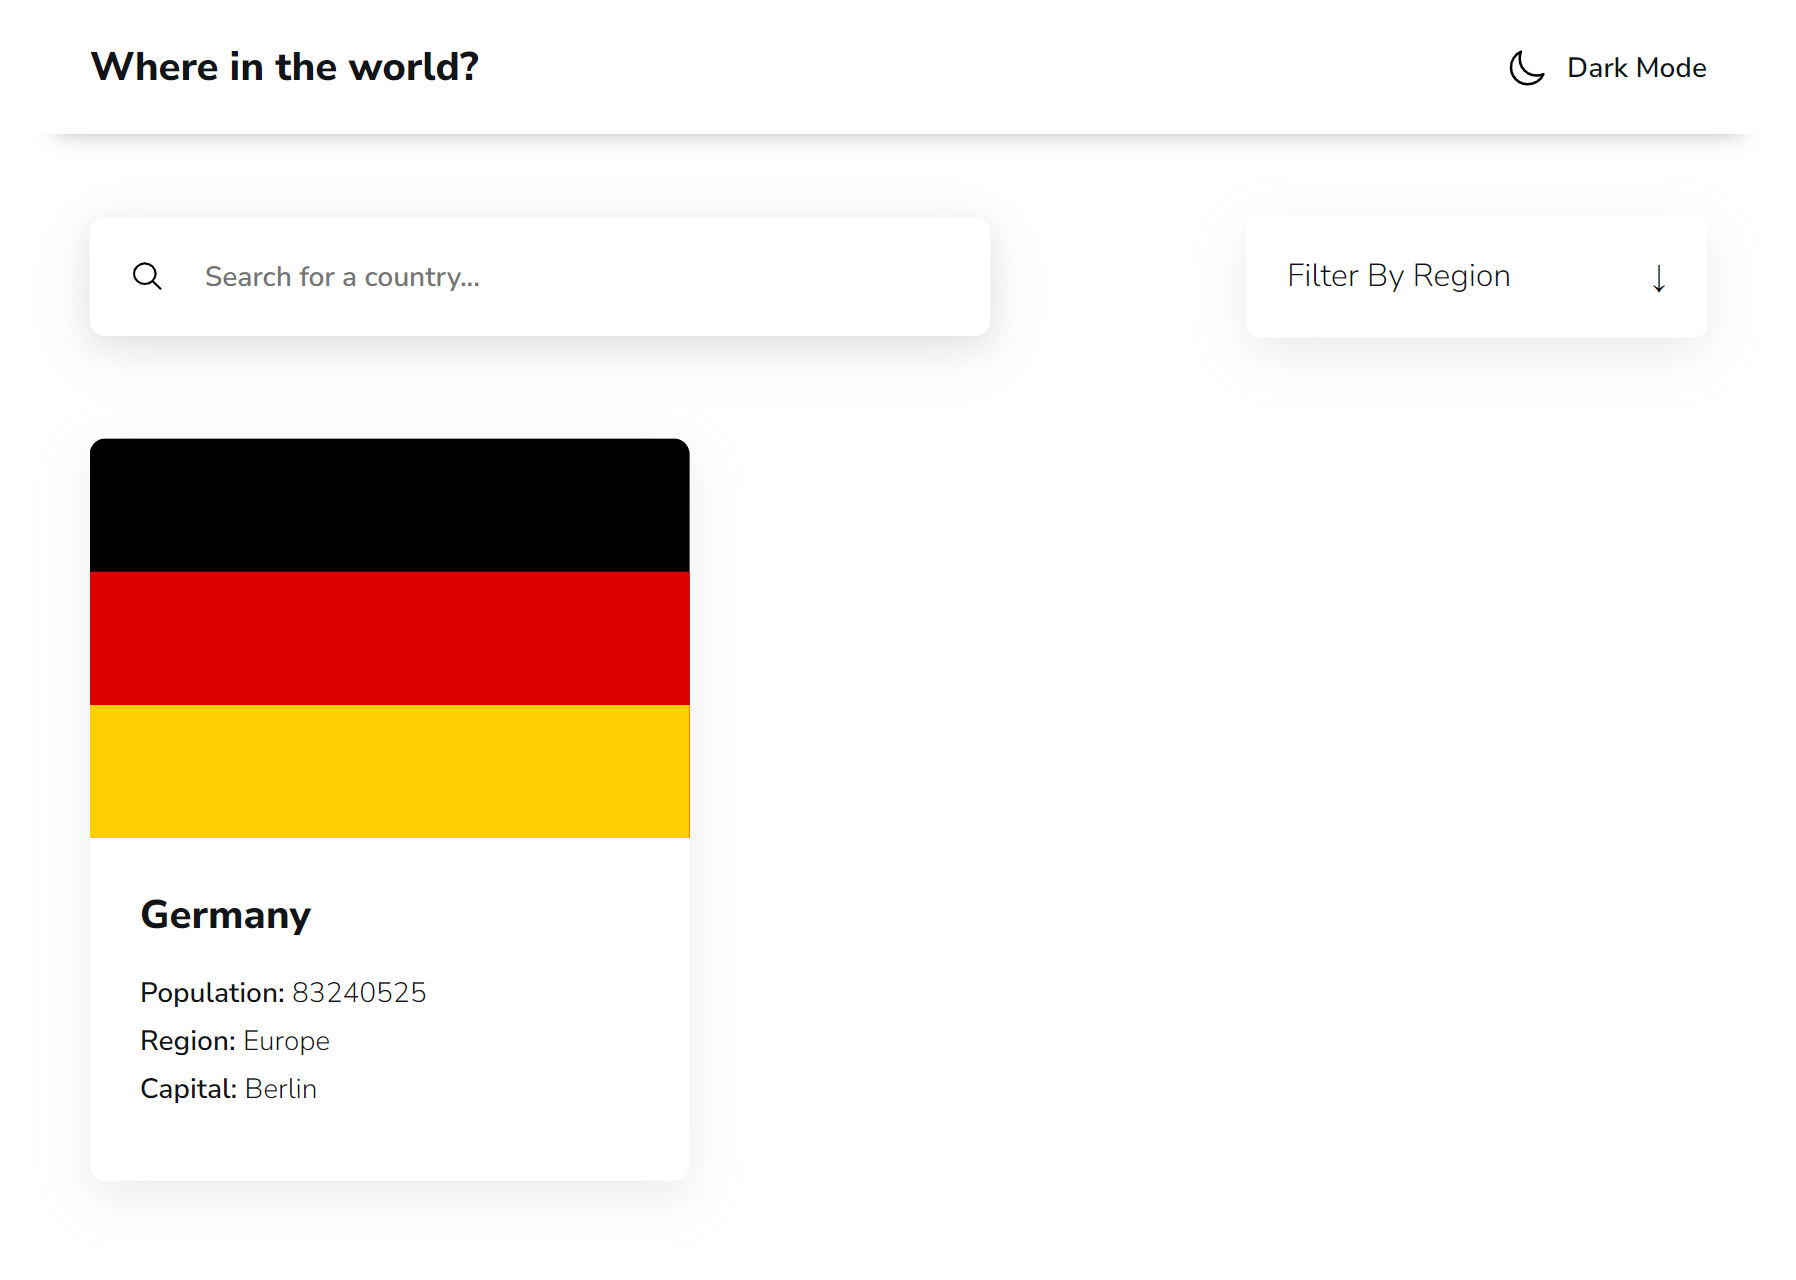 Where in the world?
Dark Mode
Search for a country...
Filter By Region ↓
Germany
Population: 83240525
Region: Europe
Capital: Berlin